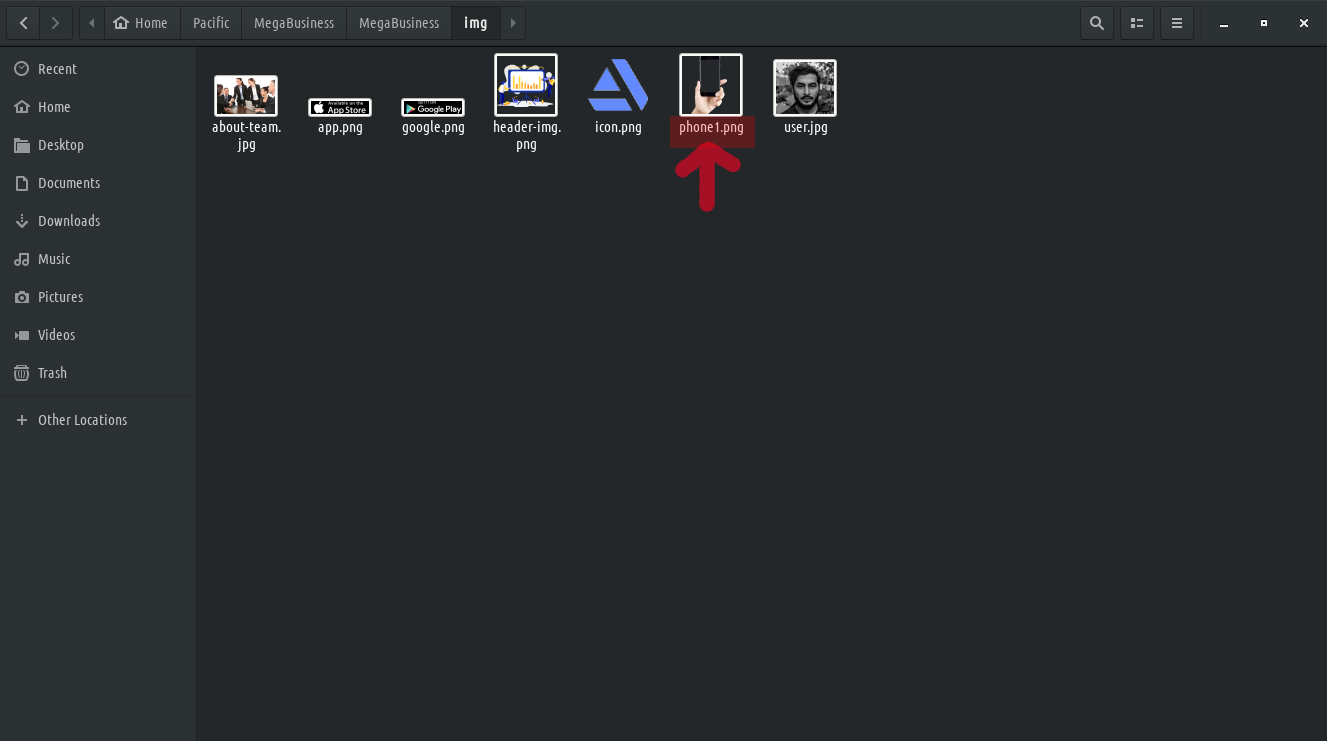 Home Pacific MegaBusiness MegaBusiness img
Recent
Home
Desktop
Documents
Downloads
Music
Pictures
Videos
Trash
Other Locations
Available on the
App Store
GET IT ON
Google Play
about-team.
jpg
app.png
google.png
header-img.
png
icon.png
phone1.png
user.jpg